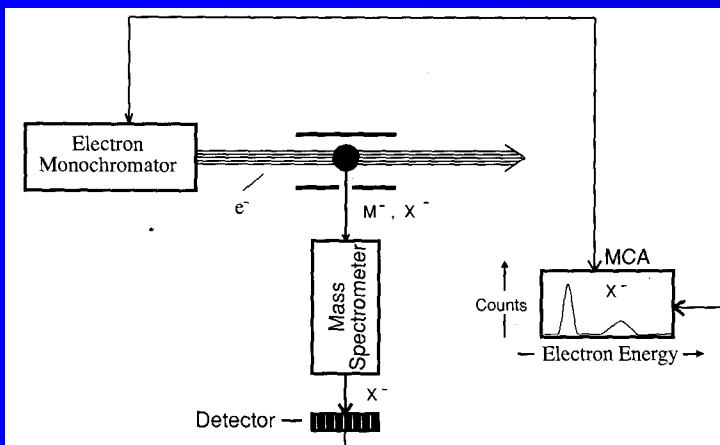 Electron
Monochromator
e⁻
M⁻, X⁻
Mass
Spectrometer
X⁻
Detector
MCA
X⁻
Counts
Electron Energy